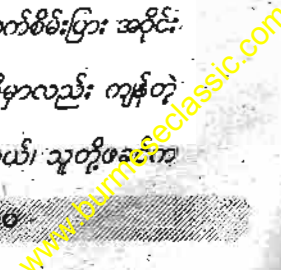 က်စိမ်းပြား အဝိုင်း
ှာလည်း ကျန်တဲ့
ယ်၊ သူတို့ဖခင်က
www.burmeseclassic.com